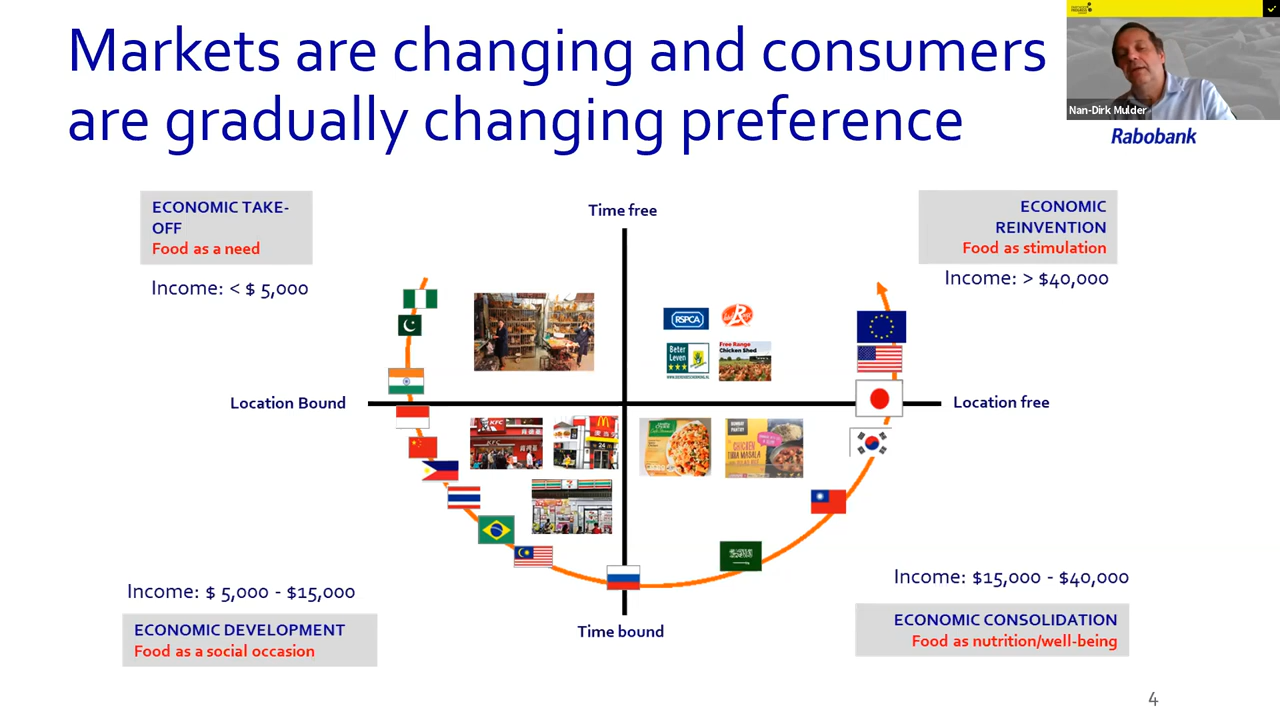 Markets are changing and consumers
are gradually changing preference
Nan-Dirk Mulder
Rabobank
ECONOMIC TAKE-
OFF
Food as a need
Income: < $ 5,000
Time free
ECONOMIC
REINVENTION
Food as stimulation
Income: > $40,000
RSPCA
Beter
Leven
Free Range
Chicken Shed
Location Bound
Location free
KFC
KFC
24
CHICKEN
TIKKA MASALA
Income: $ 5,000 - $15,000
ECONOMIC DEVELOPMENT
Food as a social occasion
Time bound
Income: $15,000 - $40,000
ECONOMIC CONSOLIDATION
Food as nutrition/well-being
4